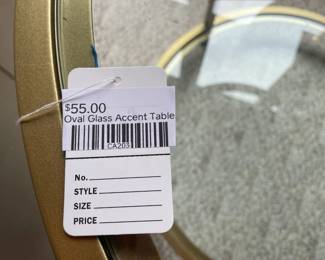 $55.00
Oval Glass Accent Table
CA203
No.
STYLE
SIZE
PRICE